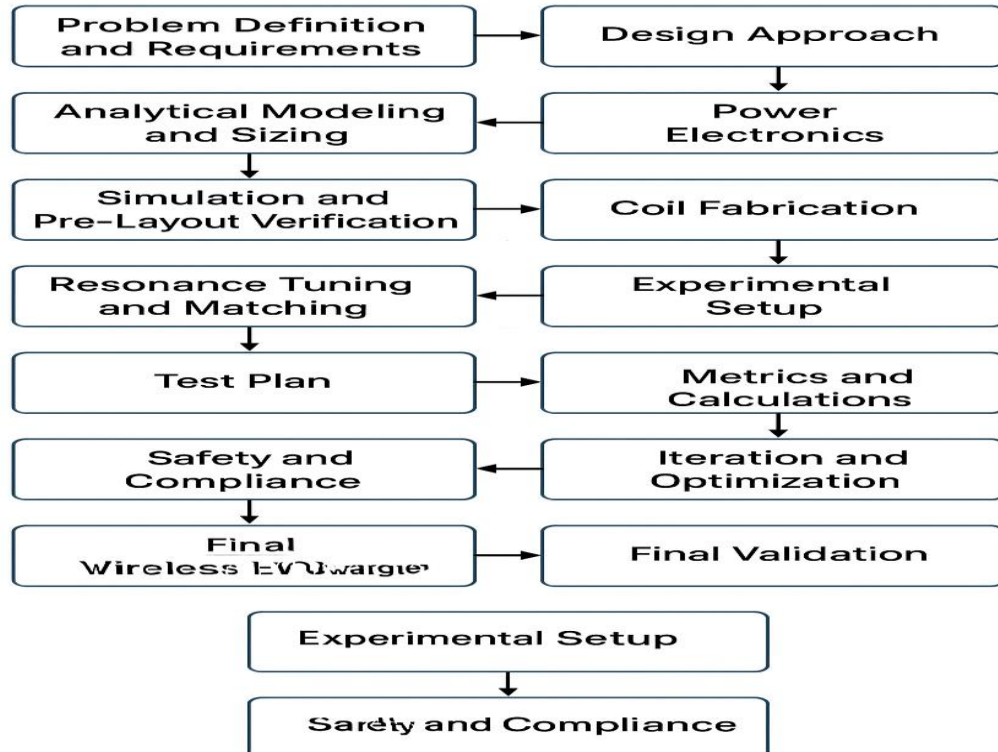 Problem Definition
and Requirements
Design Approach
Analytical Modeling
and Sizing
Power
Electronics
Simulation and
Pre-Layout Verification
Coil Fabrication
Resonance Tuning
and Matching
Experimental
Setup
Test Plan
Metrics and
Calculations
Safety and
Compliance
Iteration and
Optimization
Final
Wireless
Final Validation
Experimental Setup
and Compliance